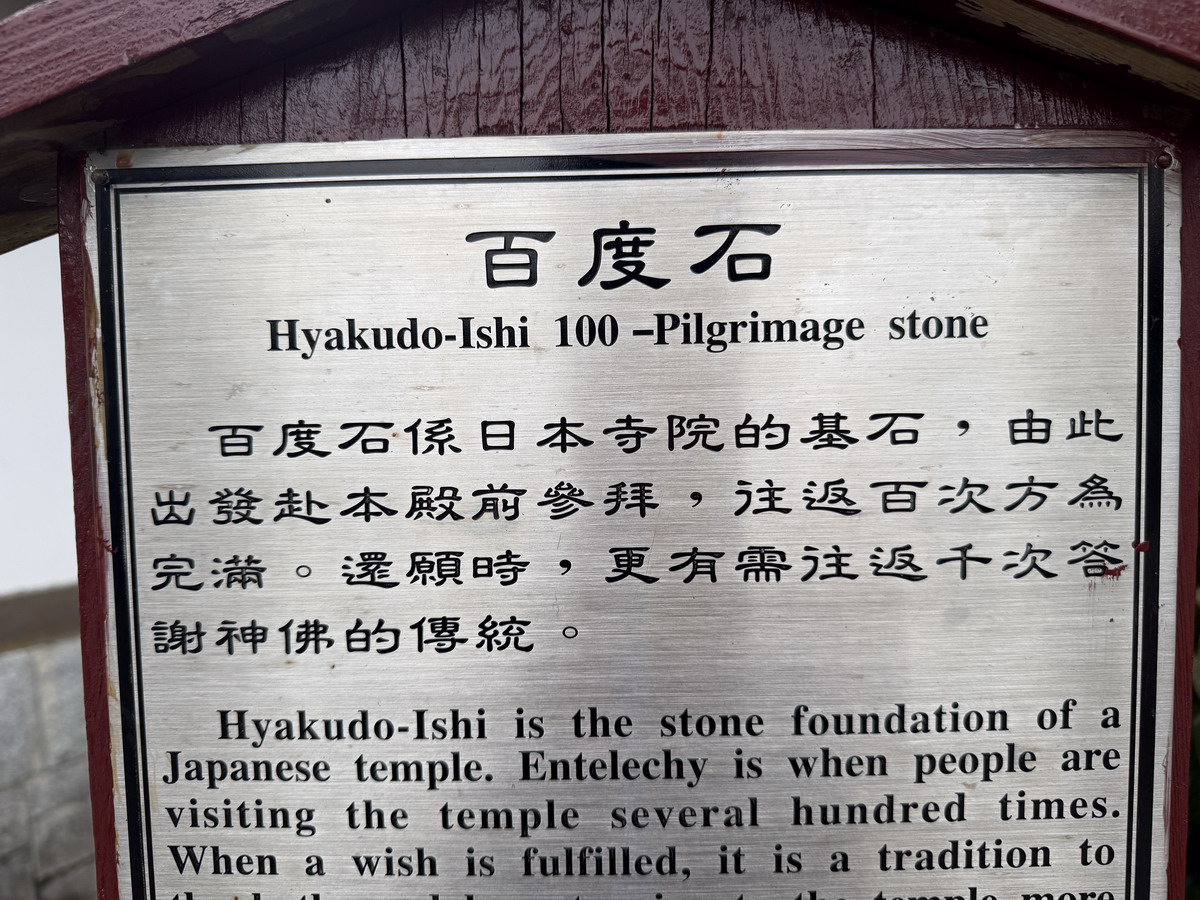 百度石
Hyakudo-Ishi 100 –Pilgrimage stone
百度石係日本寺院的基石，由此
出發赴本殿前參拜，往返百次方為
完滿。還願時，更有需往返千次答
謝神佛的傳統。
Hyakudo-Ishi is the stone foundation of a
Japanese temple. Entelechy is when people are
visiting the temple several hundred times.
When a wish is fulfilled, it is a tradition to
temple more